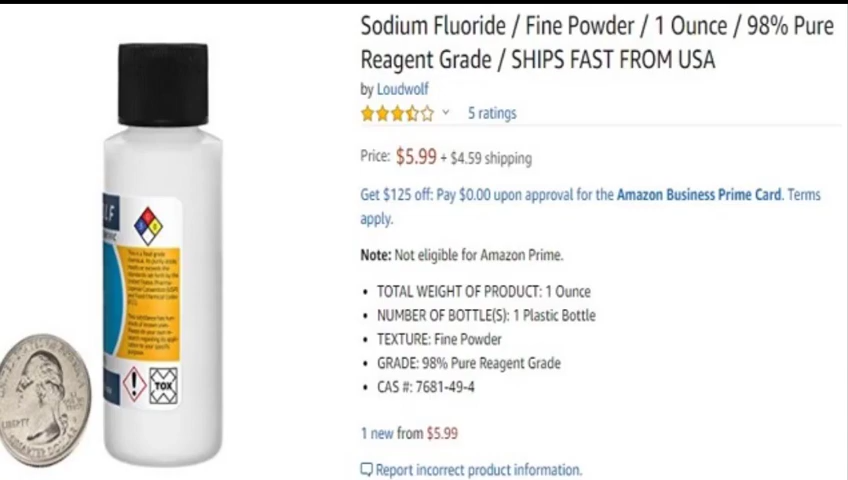 Sodium Fluoride / Fine Powder / 1 Ounce / 98% Pure
Reagent Grade / SHIPS FAST FROM USA
by Loudwolf
5 ratings
Price: $5.99 + $4.59 shipping
Get $125 off: Pay $0.00 upon approval for the Amazon Business Prime Card. Terms
apply.
Note: Not eligible for Amazon Prime.
• TOTAL WEIGHT OF PRODUCT: 1 Ounce
• NUMBER OF BOTTLE(S): 1 Plastic Bottle
• TEXTURE: Fine Powder
• GRADE: 98% Pure Reagent Grade
• CAS #: 7681-49-4
1 new from $5.99
Report incorrect product information.
LF
TOX
LIBERTY